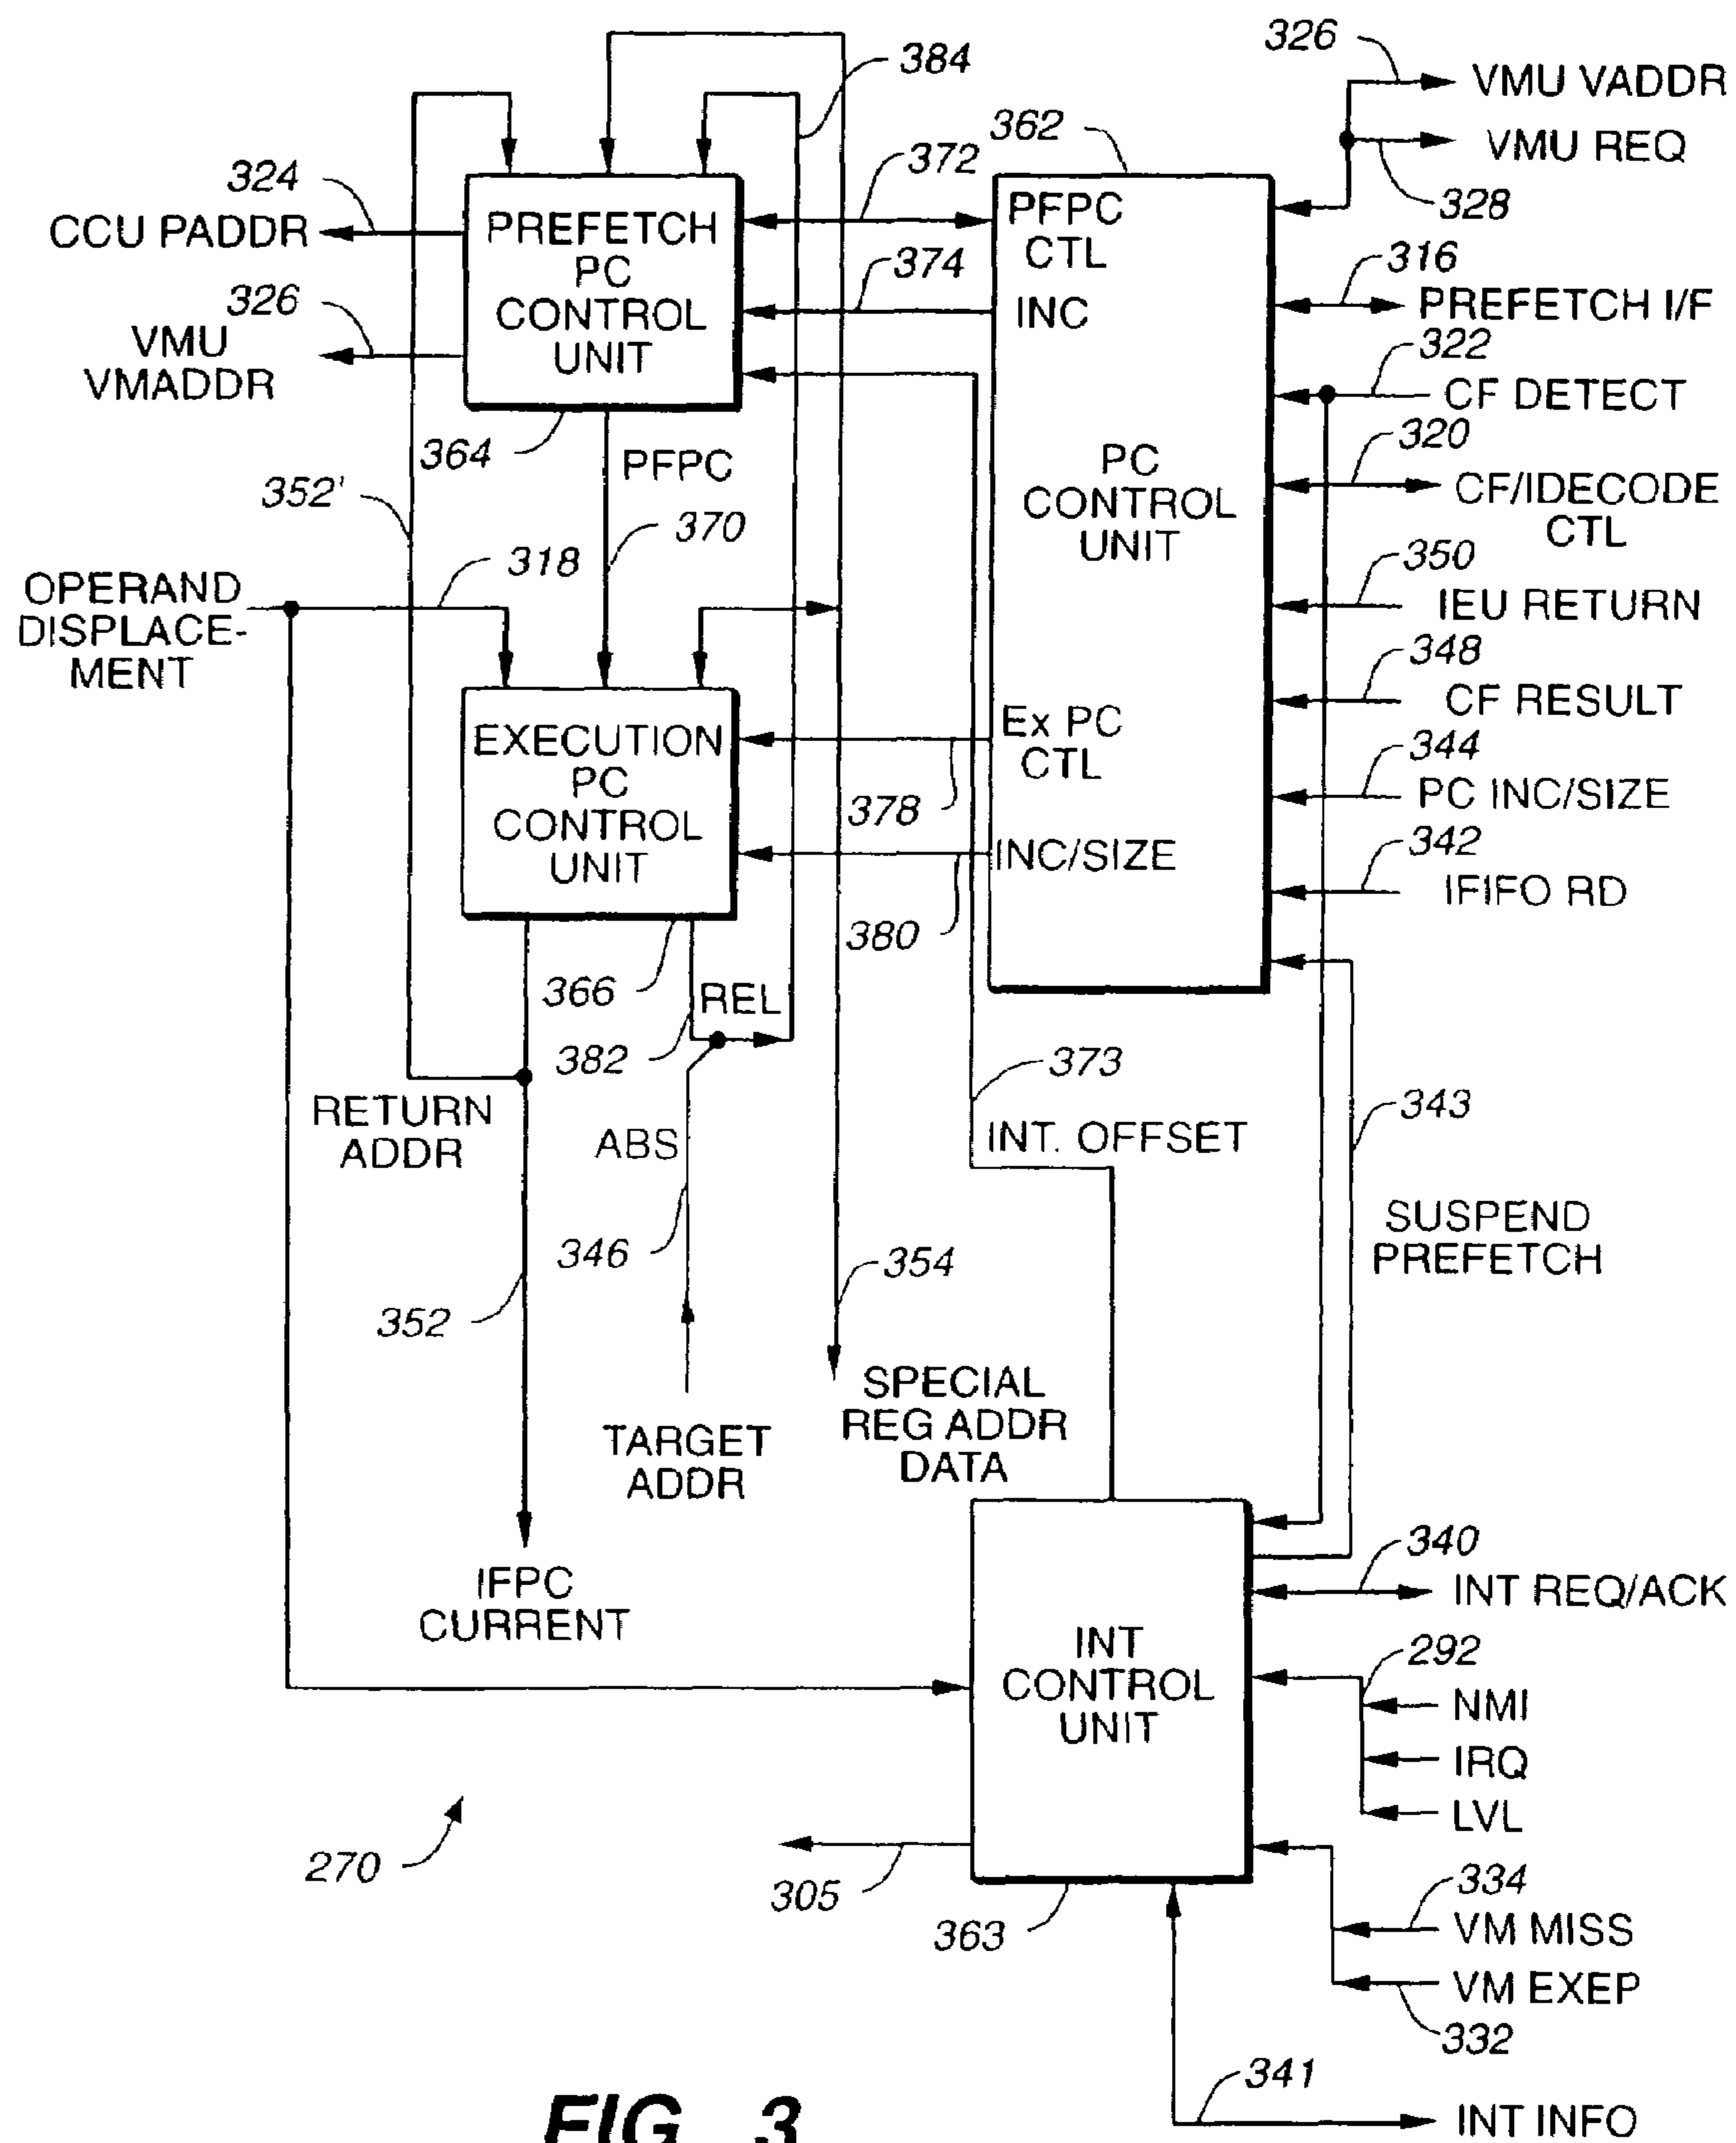 326
VMU VADDR
384
362
VMU REQ
372
324
328
CCU PADDR
PREFETCH
PC
CONTROL
UNIT
PFPC
CTL
374
316
326
INC
PREFETCH I/F
VMU
VMADDR
322
CF DETECT
364
PFPC
320
PC
CONTROL
UNIT
352'
CF/IDECODE
CTL
370
318
350
OPERAND
DISPLACE-
MENT
IEU RETURN
348
CF RESULT
EXECUTION
PC
CONTROL
UNIT
Ex PC
CTL
344
378
PC INC/SIZE
342
INC/SIZE
IFIFO RD
380
366
REL
382
373
343
RETURN
ADDR
ABS
INT. OFFSET
346
354
SUSPEND
PREFETCH
352
SPECIAL
REG ADDR
DATA
TARGET
ADDR
340
IFPC
CURRENT
INT REQ/ACK
INT
CONTROL
UNIT
292
NMI
IRQ
LVL
270
305
363
334
VM MISS
VM EXEP
332
341
INT INFO
FIG. 3